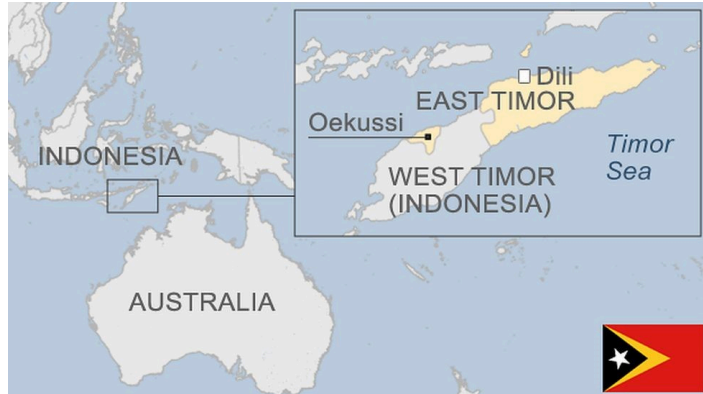 Dili
EAST TIMOR
Oekussi
Timor
Sea
INDONESIA
WEST TIMOR
(INDONESIA)
AUSTRALIA